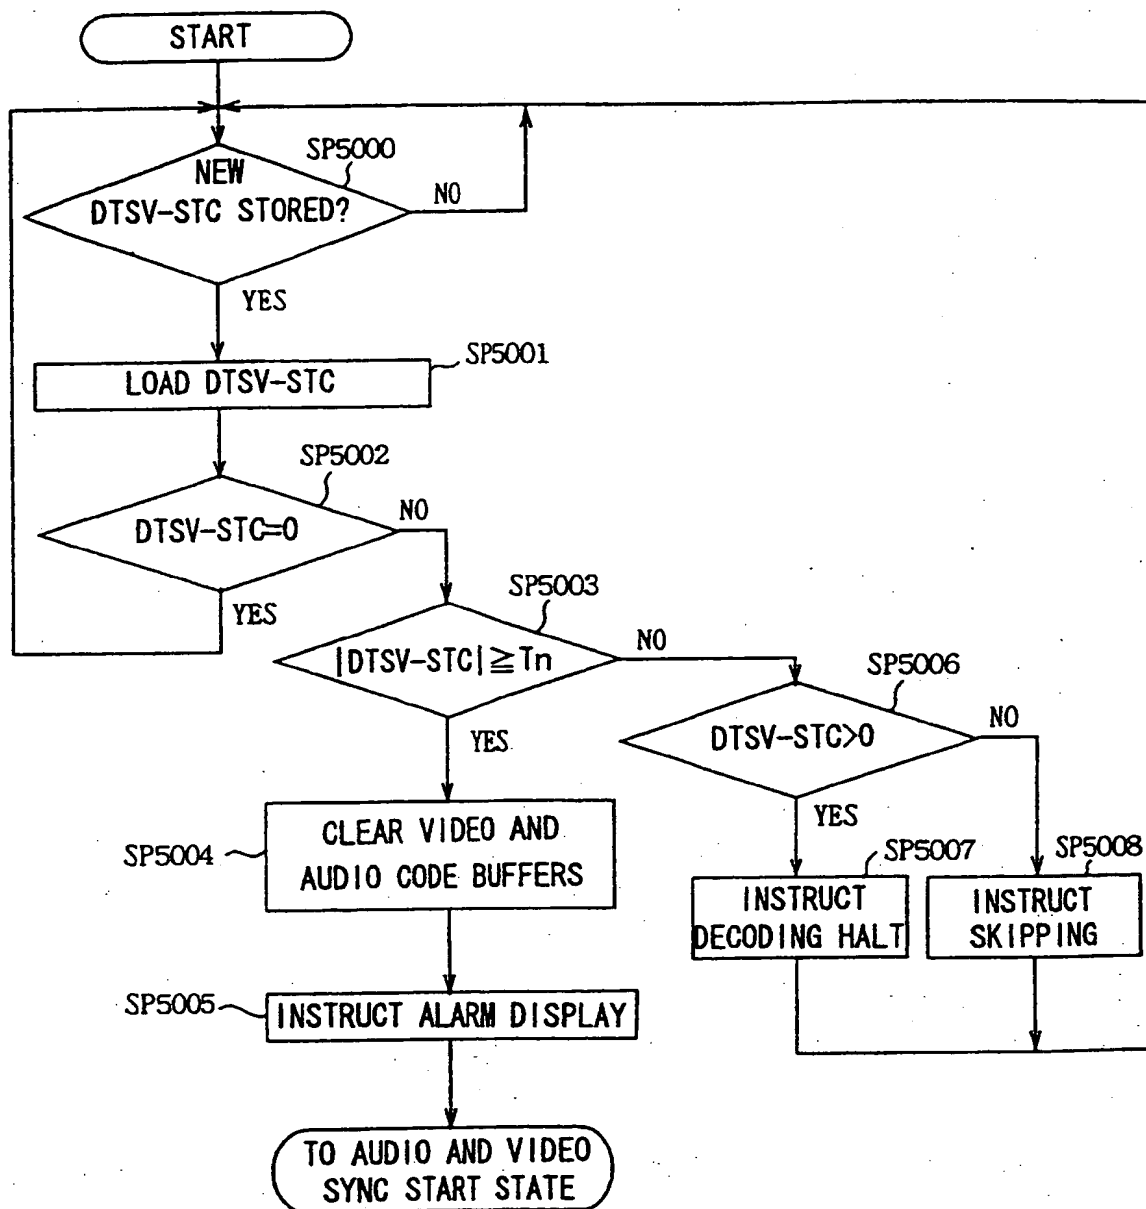 START
SP5000
NEW
DTSV-STC STORED?
NO
YES
SP5001
LOAD DTSV-STC
SP5002
DTSV-STC=0
NO
YES
SP5003
|DTSV-STC|≧Tn
NO
YES
SP5006
DTSV-STC>0
NO
YES
SP5004
CLEAR VIDEO AND
AUDIO CODE BUFFERS
SP5007
INSTRUCT
DECODING HALT
SP5008
INSTRUCT
SKIPPING
SP5005
INSTRUCT ALARM DISPLAY
TO AUDIO AND VIDEO
SYNC START STATE